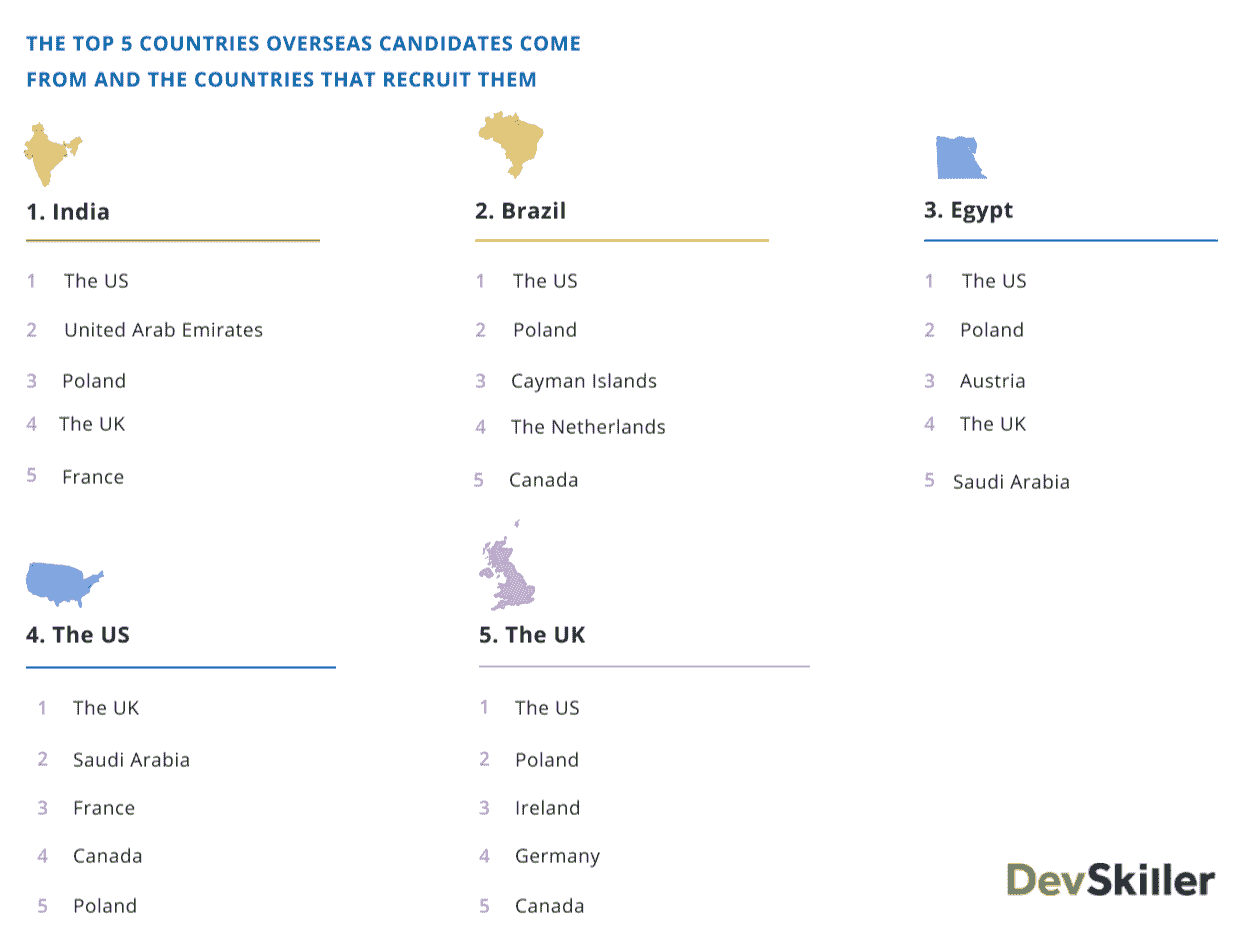 THE TOP 5 COUNTRIES OVERSEAS CANDIDATES COME
FROM AND THE COUNTRIES THAT RECRUIT THEM
1. India
1 The US
2 United Arab Emirates
3 Poland
4 The UK
5 France
2. Brazil
1 The US
2 Poland
3 Cayman Islands
4 The Netherlands
5 Canada
3. Egypt
1 The US
2 Poland
3 Austria
4 The UK
5 Saudi Arabia
4. The US
1 The UK
2 Saudi Arabia
3 France
4 Canada
5 Poland
5. The UK
1 The US
2 Poland
3 Ireland
4 Germany
5 Canada
DevSkiller